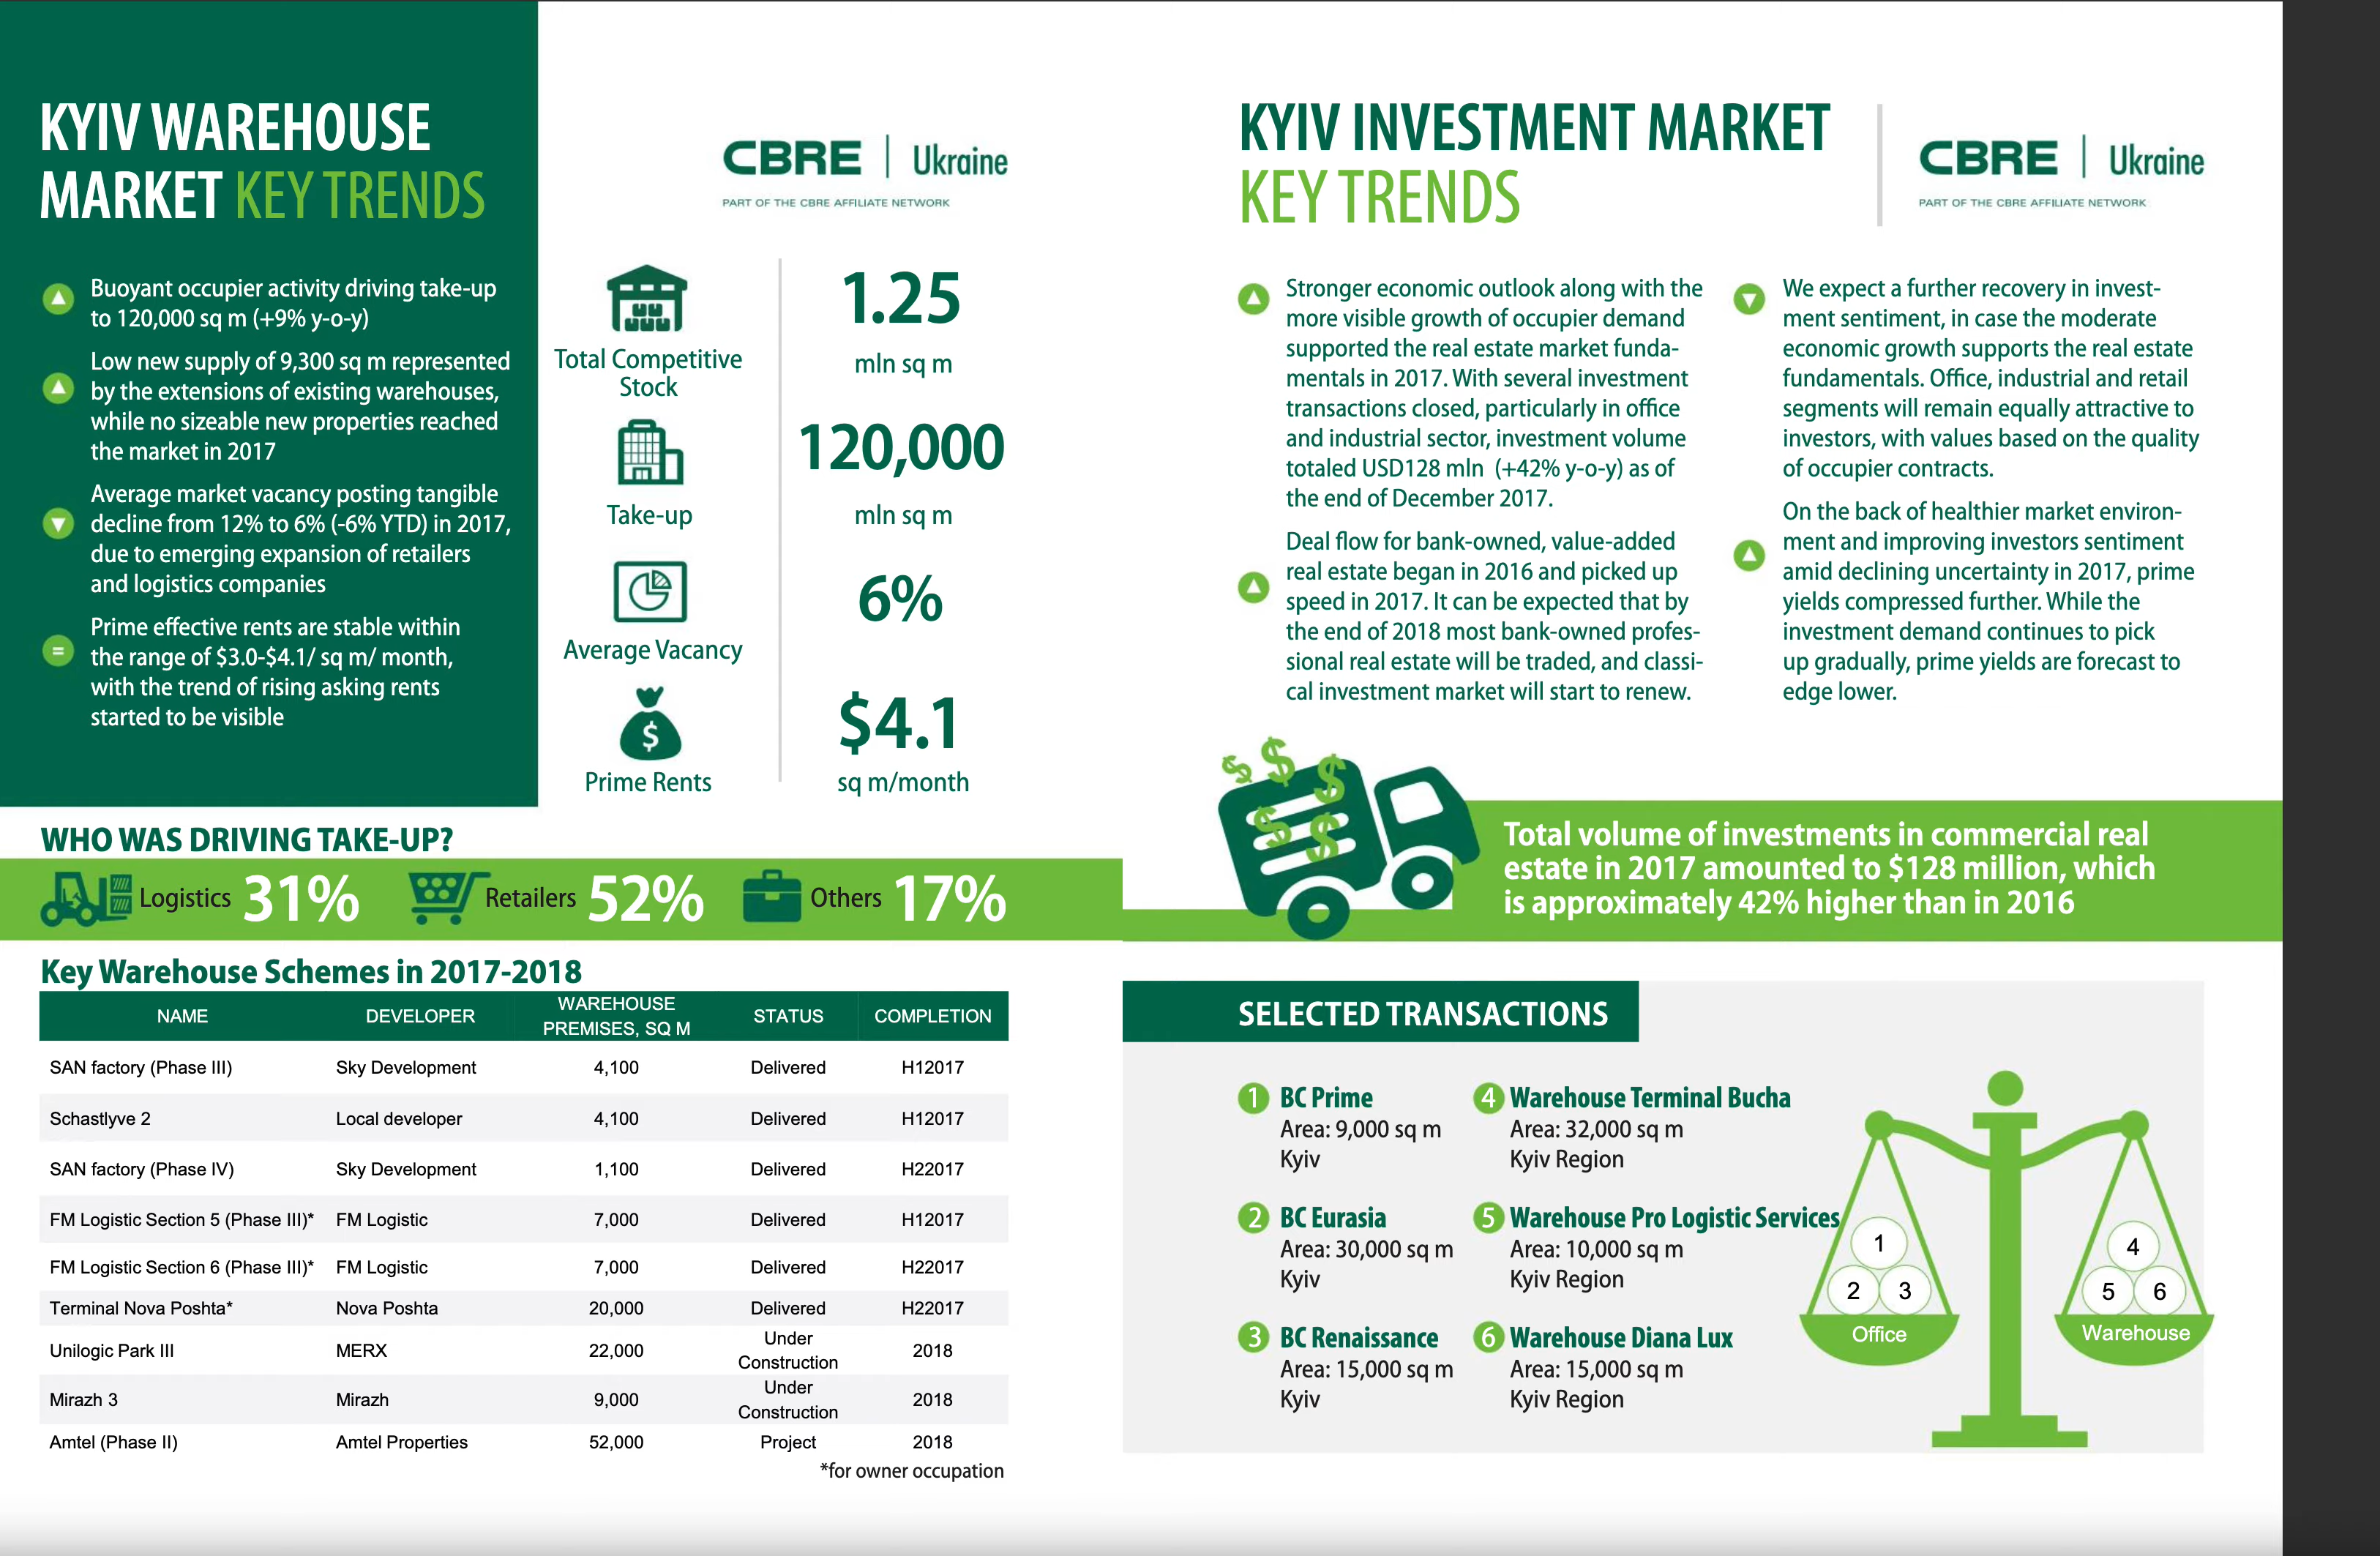 KYIV WAREHOUSE
MARKET KEY TRENDS
Buoyant occupier activity driving take-up
to 120,000 sq m (+9% y-o-y)
Low new supply of 9,300 sq m represented
by the extensions of existing warehouses,
while no sizeable new properties reached
the market in 2017
Average market vacancy posting tangible
decline from 12% to 6% (-6% YTD) in 2017,
due to emerging expansion of retailers
and logistics companies
=
Prime effective rents are stable within
the range of $3.0-$4.1/ sq m/ month,
with the trend of rising asking rents
started to be visible
CBRE | Ukraine
PART OF THE CBRE AFFILIATE NETWORK
Total Competitive
Stock
1.25
mln sq m
Take-up
120,000
mln sq m
Average Vacancy
6%
$
Prime Rents
$4.1
sq m/month
WHO WAS DRIVING TAKE-UP?
Logistics 31% Retailers 52% Others 17%
Key Warehouse Schemes in 2017-2018
NAME DEVELOPER WAREHOUSE PREMISES, SQ M STATUS COMPLETION
SAN factory (Phase III) Sky Development 4,100 Delivered H12017
Schastlyve 2 Local developer 4,100 Delivered H12017
SAN factory (Phase IV) Sky Development 1,100 Delivered H22017
FM Logistic Section 5 (Phase III)* FM Logistic 7,000 Delivered H12017
FM Logistic Section 6 (Phase III)* FM Logistic 7,000 Delivered H22017
Terminal Nova Poshta* Nova Poshta 20,000 Delivered H22017
Unilogic Park III MERX 22,000 Under Construction 2018
Mirazh 3 Mirazh 9,000 Under Construction 2018
Amtel (Phase II) Amtel Properties 52,000 Project 2018
*for owner occupation
KYIV INVESTMENT MARKET
KEY TRENDS
CBRE | Ukraine
PART OF THE CBRE AFFILIATE NETWORK
Stronger economic outlook along with the
more visible growth of occupier demand
supported the real estate market funda-
mentals in 2017. With several investment
transactions closed, particularly in office
and industrial sector, investment volume
totaled USD128 mln (+42% y-o-y) as of
the end of December 2017.
Deal flow for bank-owned, value-added
real estate began in 2016 and picked up
speed in 2017. It can be expected that by
the end of 2018 most bank-owned profes-
sional real estate will be traded, and classi-
cal investment market will start to renew.
We expect a further recovery in invest-
ment sentiment, in case the moderate
economic growth supports the real estate
fundamentals. Office, industrial and retail
segments will remain equally attractive to
investors, with values based on the quality
of occupier contracts.
On the back of healthier market environ-
ment and improving investors sentiment
amid declining uncertainty in 2017, prime
yields compressed further. While the
investment demand continues to pick
up gradually, prime yields are forecast to
edge lower.
$ $ $ $ $
Total volume of investments in commercial real
estate in 2017 amounted to $128 million, which
is approximately 42% higher than in 2016
SELECTED TRANSACTIONS
1 BC Prime
Area: 9,000 sq m
Kyiv
2 BC Eurasia
Area: 30,000 sq m
Kyiv
3 BC Renaissance
Area: 15,000 sq m
Kyiv
4 Warehouse Terminal Bucha
Area: 32,000 sq m
Kyiv Region
5 Warehouse Pro Logistic Services
Area: 10,000 sq m
Kyiv Region
6 Warehouse Diana Lux
Area: 15,000 sq m
Kyiv Region
1
2 3
Office
4
5 6
Warehouse